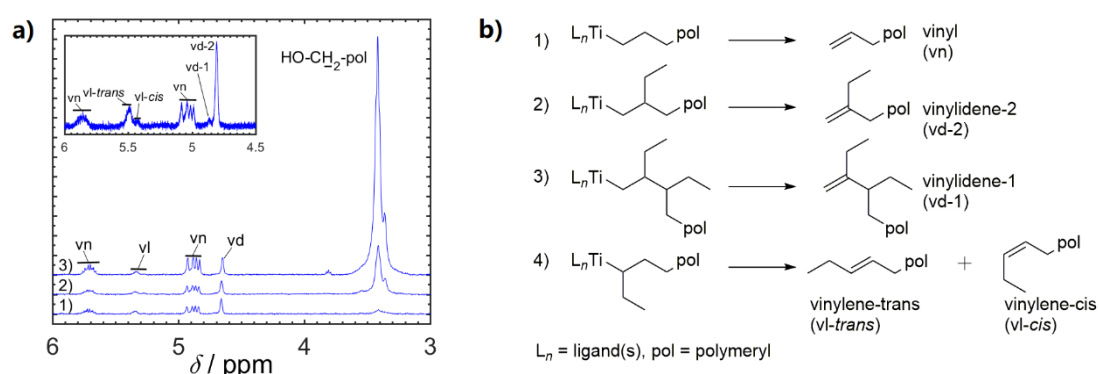 a)
vd-2
vd-1
vn
vl-trans
vl-cis
vn
6
5.5
5
4.5
HO-CH2-pol
vn
vl
vn
vd
3)
2)
1)
6
5
4
3
δ / ppm
b)
1)
LnTi
pol
pol
vinyl
(vn)
2)
LnTi
pol
pol
vinylidene-2
(vd-2)
3)
LnTi
pol
pol
vinylidene-1
(vd-1)
4)
LnTi
pol
pol
+
pol
vinylene-trans
(vl-trans)
vinylene-cis
(vl-cis)
Ln = ligand(s), pol = polymeryl